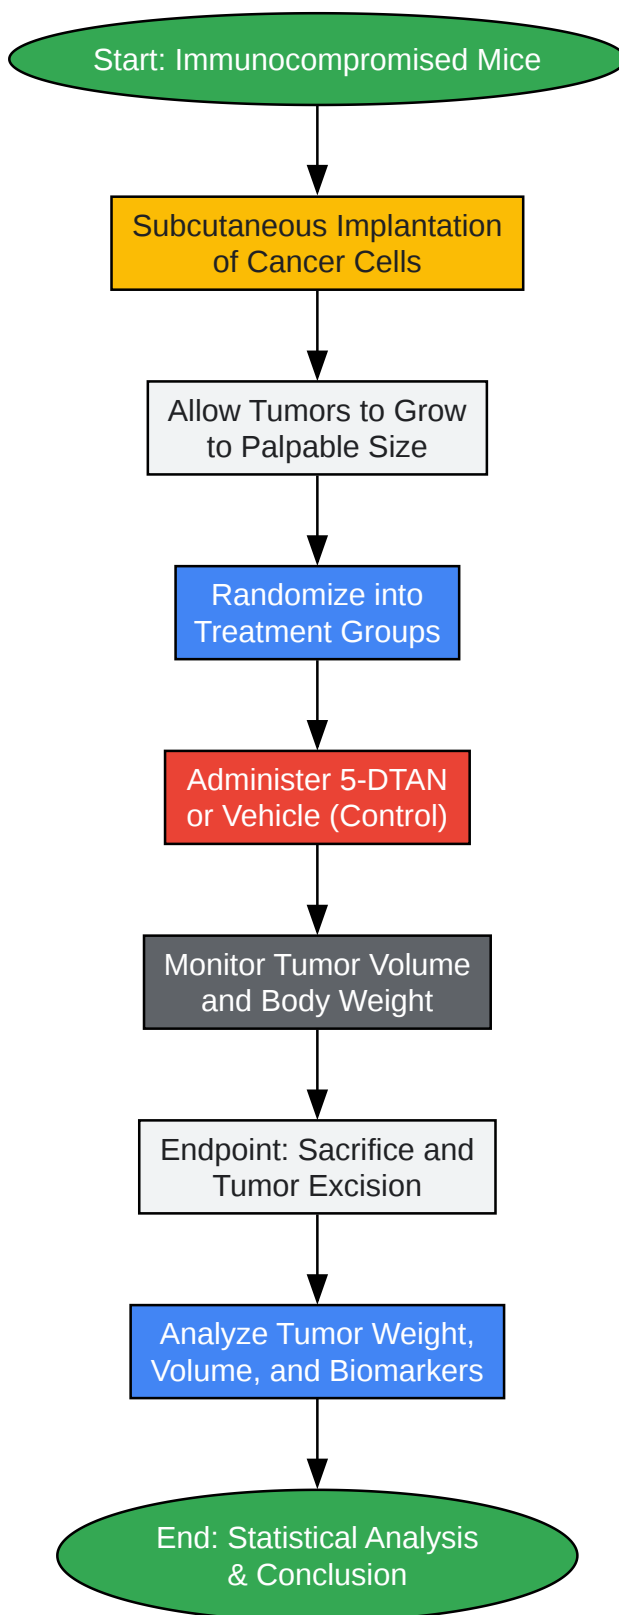 Start: Immunocompromised Mice
Subcutaneous Implantation
of Cancer Cells
Allow Tumors to Grow
to Palpable Size
Randomize into
Treatment Groups
Administer 5-DTAN
or Vehicle (Control)
Monitor Tumor Volume
and Body Weight
Endpoint: Sacrifice and
Tumor Excision
Analyze Tumor Weight,
Volume, and Biomarkers
End: Statistical Analysis
& Conclusion